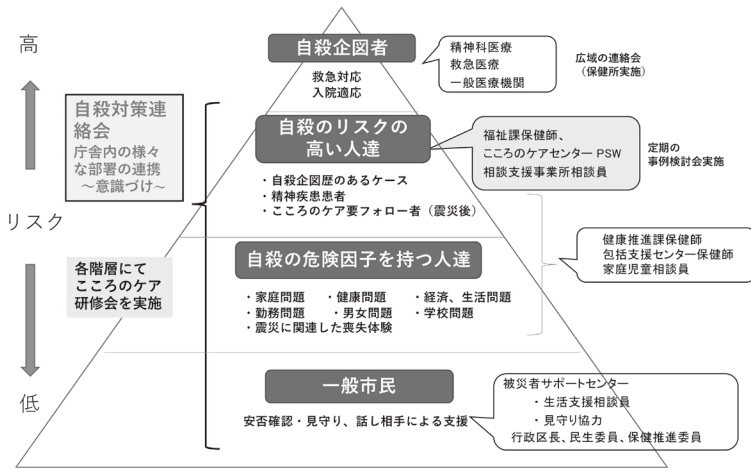 高
リスク
低
自殺企図者
救急対応
入院適応
精神科医療
救急医療
一般医療機関
広域の連絡会
（保健所実施）
自殺対策連
絡会
庁舎内の様々
な部署の連携
～意識づけ～
自殺のリスクの
高い人達
・自殺企図歴のあるケース
・精神疾患患者
・こころのケア要フォロー者（震災後）
福祉課保健師、
こころのケアセンター PSW
相談支援事業所相談員
定期の
事例検討会実施
各階層にて
こころのケア
研修会を実施
自殺の危険因子を持つ人達
・家庭問題 ・健康問題 ・経済、生活問題
・勤務問題 ・男女問題 ・学校問題
・震災に関連した喪失体験
健康推進課保健師
包括支援センター保健師
家庭児童相談員
一般市民
安否確認・見守り、話し相手による支援
被災者サポートセンター
・生活支援相談員
・見守り協力
行政区長、民生委員、保健推進委員